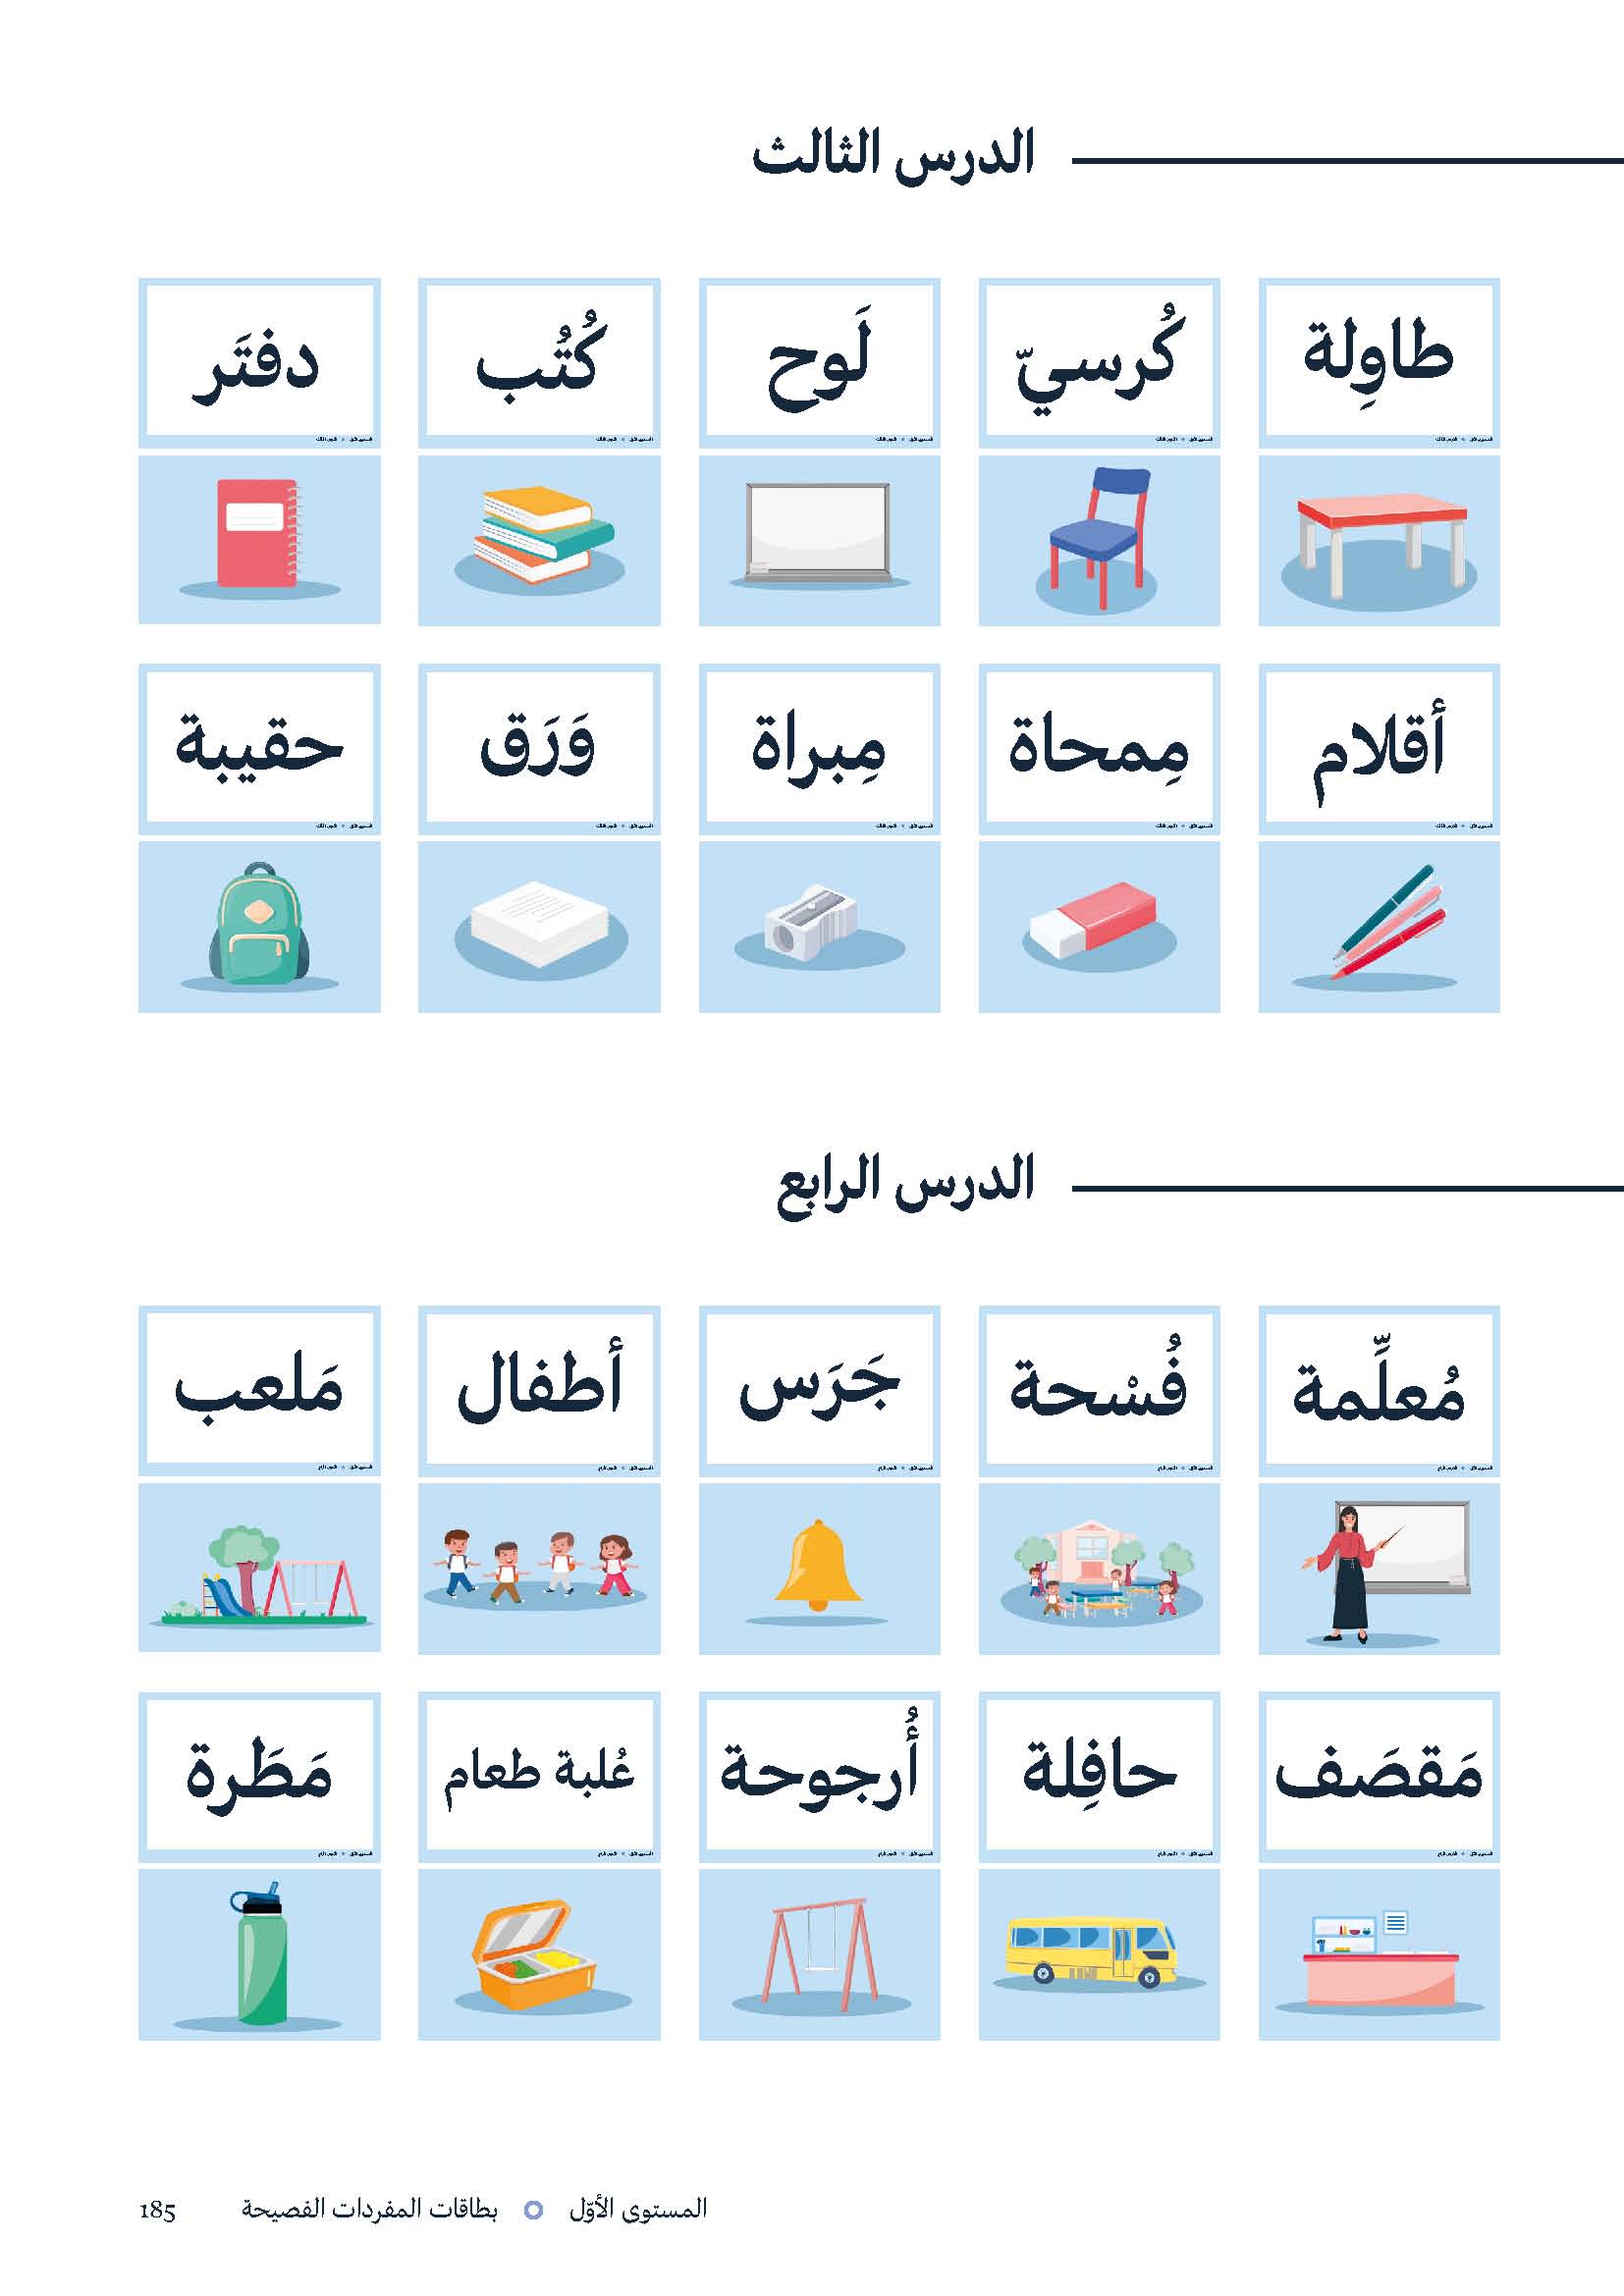 الدرس الثالث
طاوِلة
كُرسيّ
لَوح
كُتُب
دفتَر
أقلام
مِمحاة
مِبراة
وَرَق
حقيبة
الدرس الرابع
مُعلِّمة
فُسْحة
جَرَس
أطفال
مَلعب
مَقصَف
حافِلة
أُرجوحة
عُلبة طعام
مَطَرة
المستوى الأوّل بطاقات المفردات الفصيحة 185